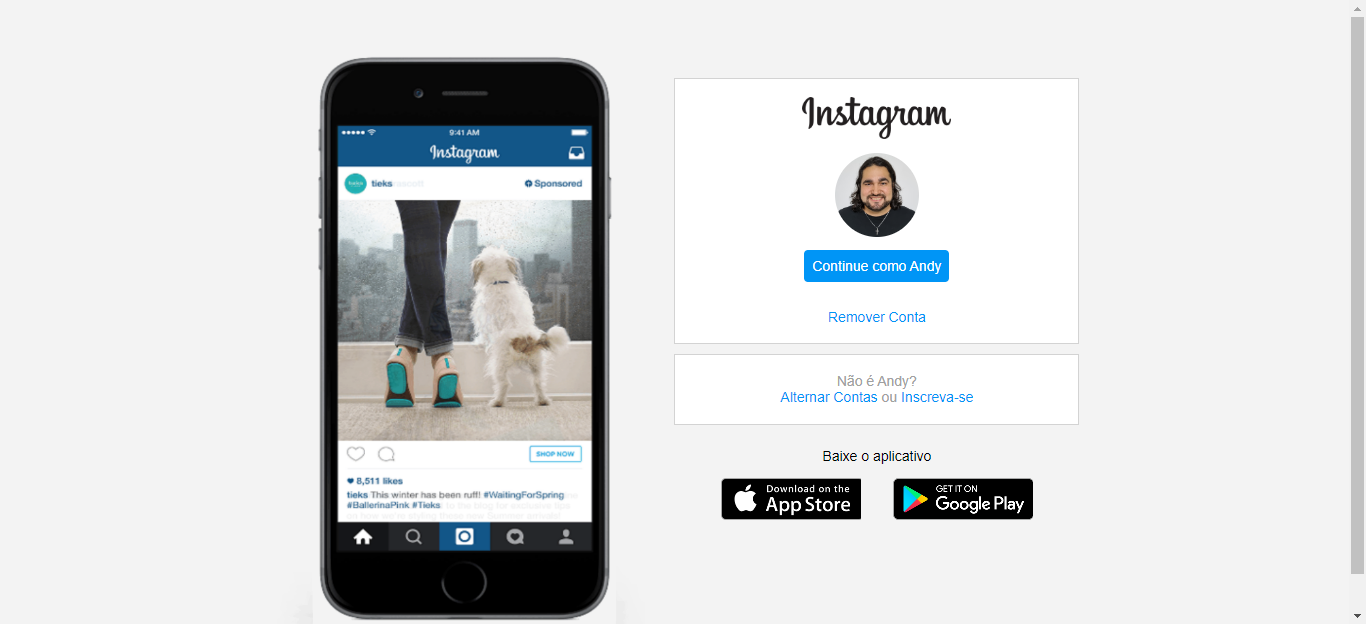 9:41 AM
Instagram
tieks
Sponsored
SHOP NOW
8,511 likes
tieks This winter has been ruff! #WaitingForSpring
#BallerinaPink #Tieks
Instagram
Continue como Andy
Remover Conta
Não é Andy?
Alternar Contas ou Inscreva-se
Baixe o aplicativo
Download on the
App Store
GET IT ON
Google Play